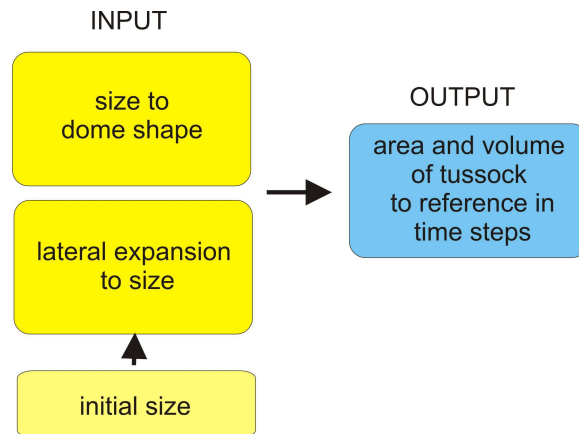 INPUT
size to
dome shape
lateral expansion
to size
initial size
OUTPUT
area and volume
of tussock
to reference in
time steps